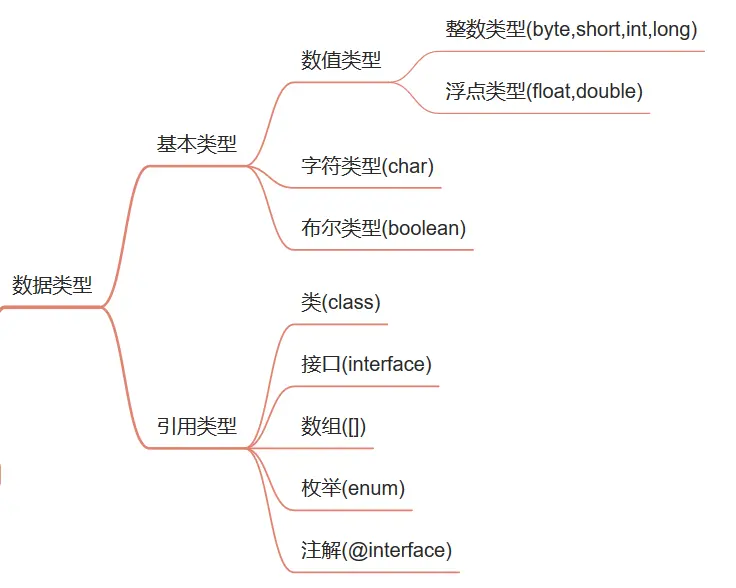 数据类型
基本类型
数值类型
整数类型(byte,short,int,long)
浮点类型(float,double)
字符类型(char)
布尔类型(boolean)
引用类型
类(class)
接口(interface)
数组([])
枚举(enum)
注解(@interface)